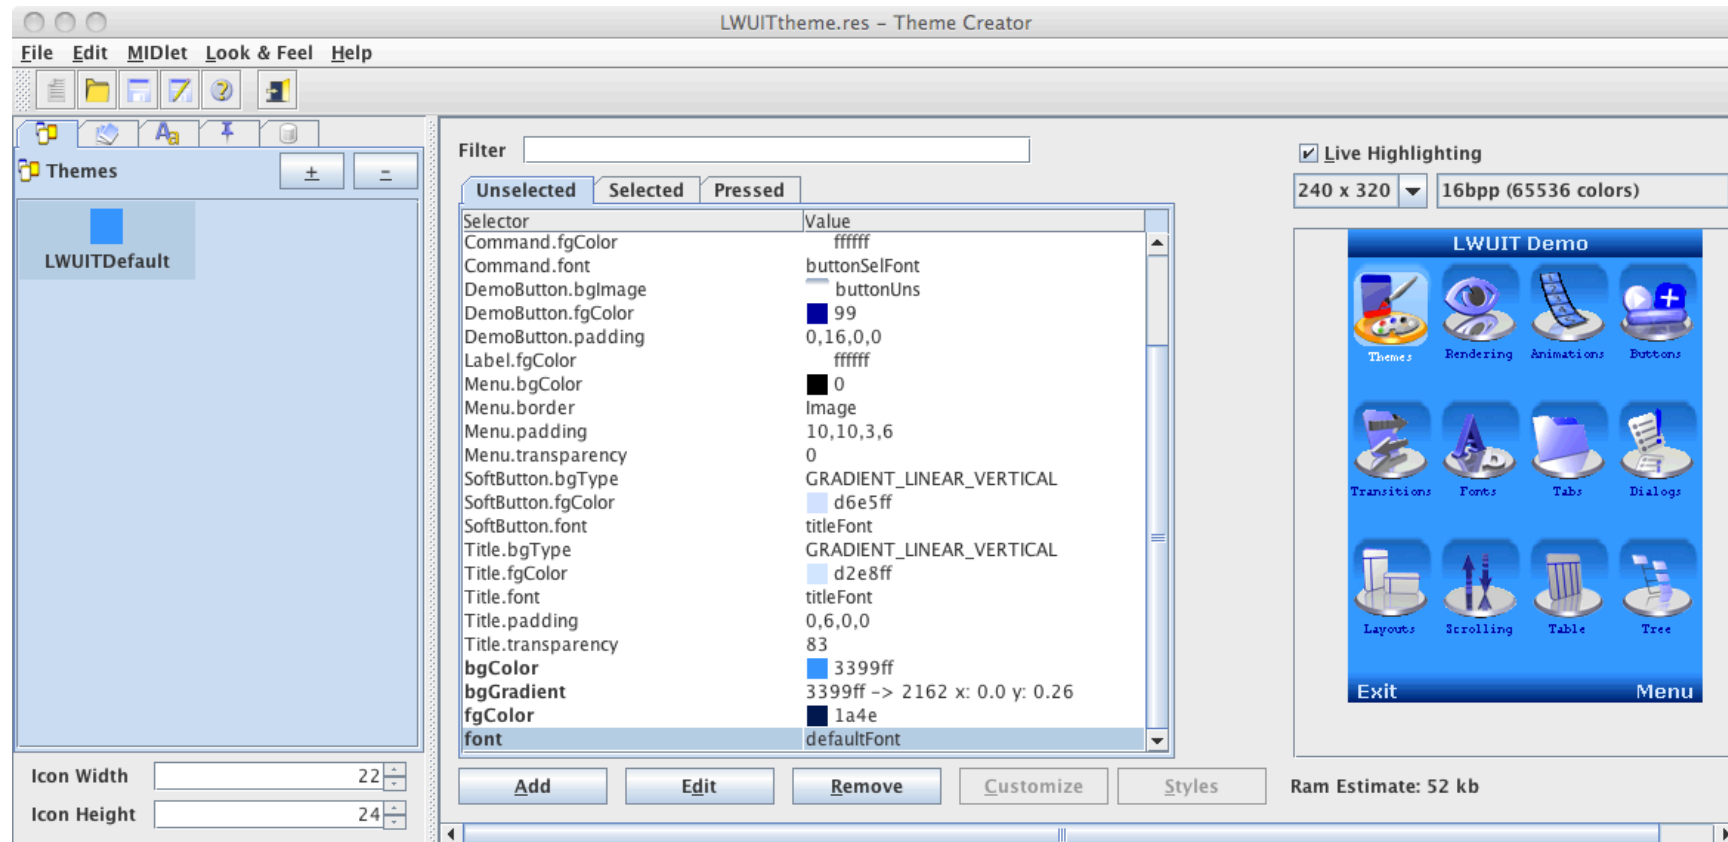 LWUITtheme.res – Theme Creator
File Edit MIDlet Look & Feel Help
Themes
+ -
LWUITDefault
Icon Width 22
Icon Height 24
Filter
Unselected Selected Pressed
Selector Value
Command.fgColor ffffff
Command.font buttonSelFont
DemoButton.bgImage buttonUns
DemoButton.fgColor 99
DemoButton.padding 0,16,0,0
Label.fgColor ffffff
Menu.bgColor 0
Menu.border Image
Menu.padding 10,10,3,6
Menu.transparency 0
SoftButton.bgType GRADIENT_LINEAR_VERTICAL
SoftButton.fgColor d6e5ff
SoftButton.font titleFont
Title.bgType GRADIENT_LINEAR_VERTICAL
Title.fgColor d2e8ff
Title.font titleFont
Title.padding 0,6,0,0
Title.transparency 83
bgColor 3399ff
bgGradient 3399ff -> 2162 x: 0.0 y: 0.26
fgColor 1a4e
font defaultFont
Add Edit Remove Customize Styles
Live Highlighting
240 x 320 16bpp (65536 colors)
LWUIT Demo
Themes Rendering Animations Buttons
Transitions Fonts Tabs Dialogs
Layouts Scrolling Table Tree
Exit Menu
Ram Estimate: 52 kb